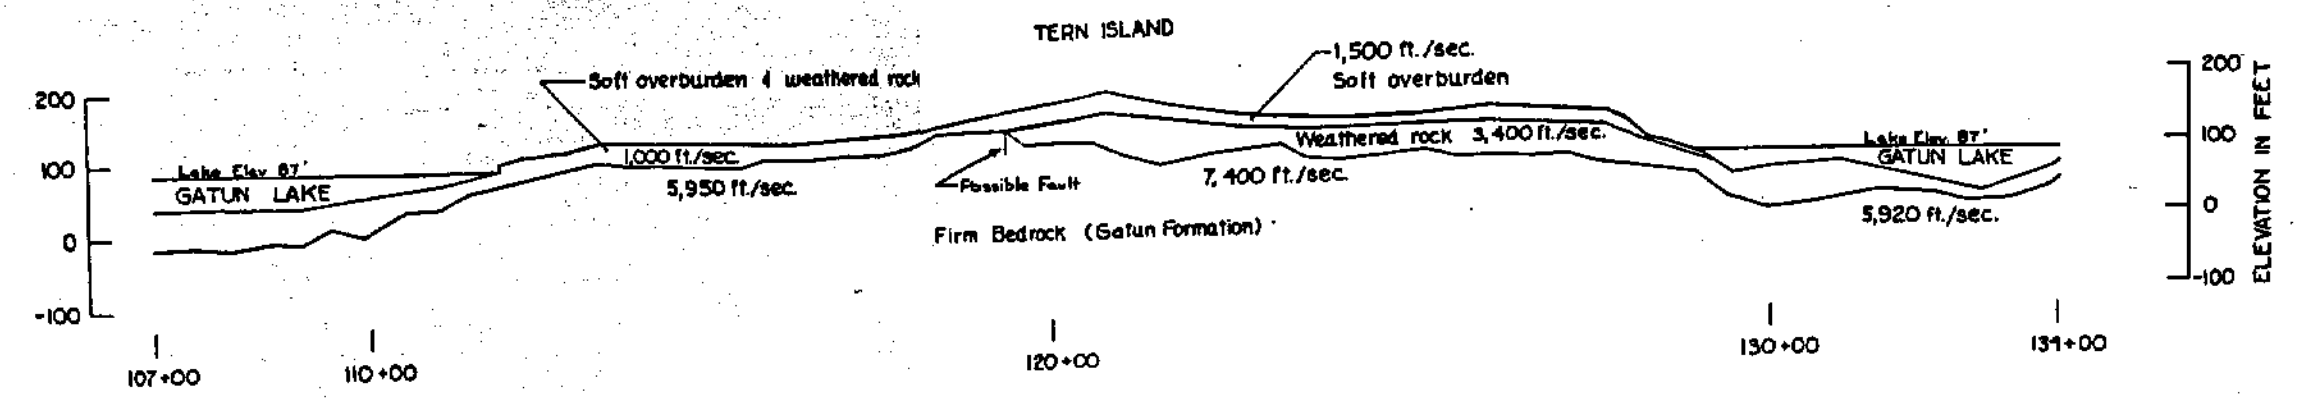 TERN ISLAND
1,500 ft./sec.
Soft overburden
Soft overburden & weathered rock
200
100
0
-100
Lake Elev 87'
GATUN LAKE
1,000 ft./sec.
5,950 ft./sec.
Possible Fault
Weathered rock 3,400 ft./sec.
7,400 ft./sec.
Firm Bedrock (Gatun Formation)
Lake Elev. 87'
GATUN LAKE
5,920 ft./sec.
200
100
0
-100
ELEVATION IN FEET
107+00
110+00
120+00
130+00
134+00